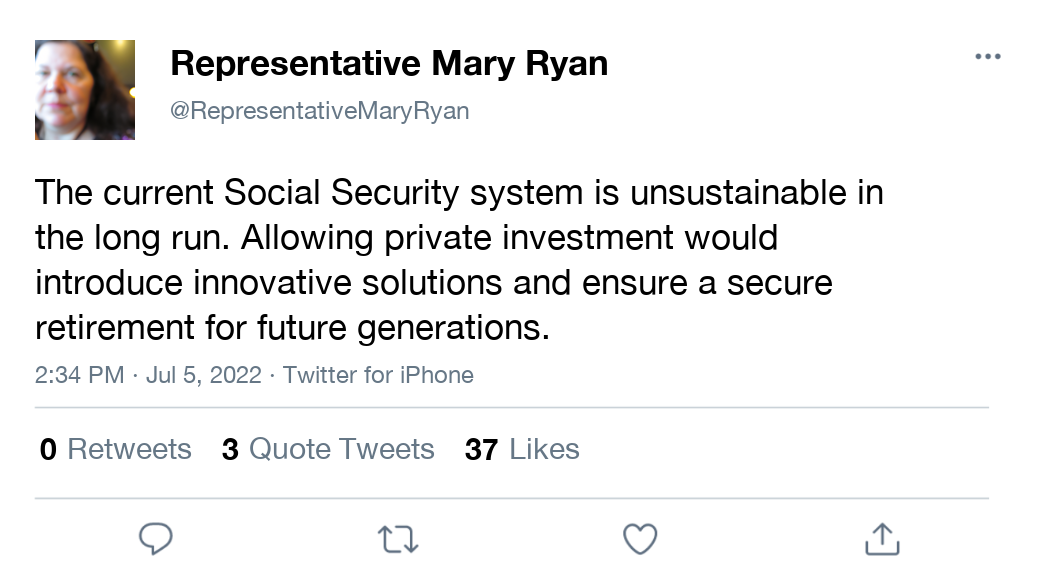 Representative Mary Ryan
@RepresentativeMaryRyan
The current Social Security system is unsustainable in
the long run. Allowing private investment would
introduce innovative solutions and ensure a secure
retirement for future generations.
2:34 PM · Jul 5, 2022 · Twitter for iPhone
0 Retweets 3 Quote Tweets 37 Likes